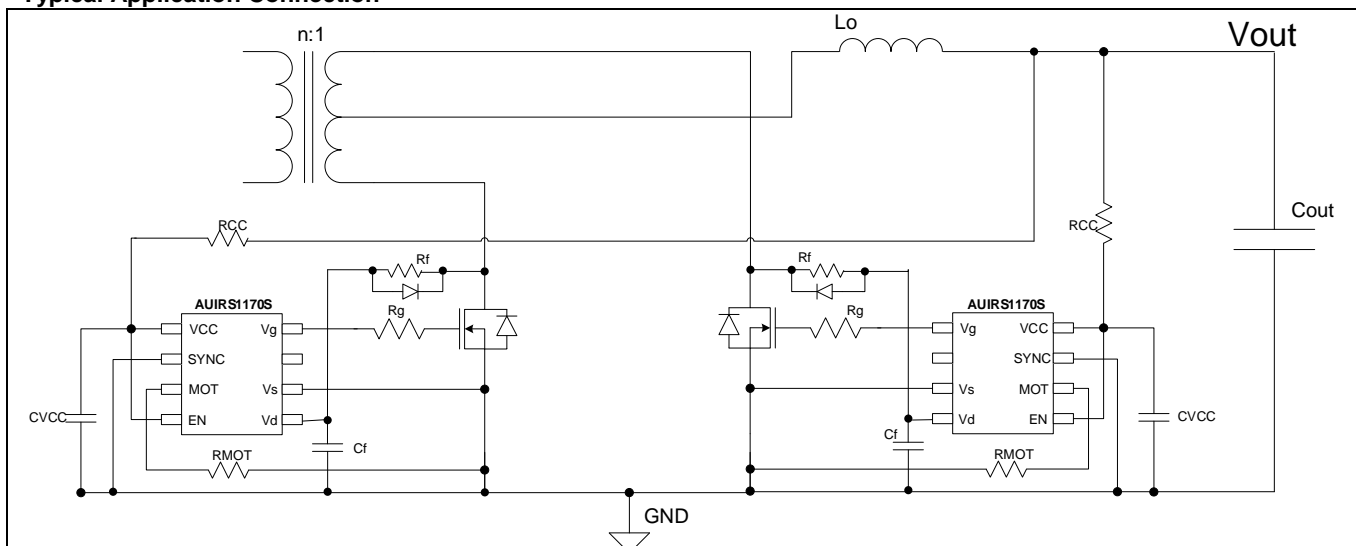 Typical Application Connection
n:1
Lo
Vout
RCC
RCC
Cout
Rf
Rf
AUIRS1170S
AUIRS1170S
Rg
Rg
VCC
Vg
Vg
VCC
SYNC
SYNC
MOT
Vs
Vs
MOT
EN
Vd
Vd
EN
CVCC
CVCC
Cf
Cf
RMOT
RMOT
GND